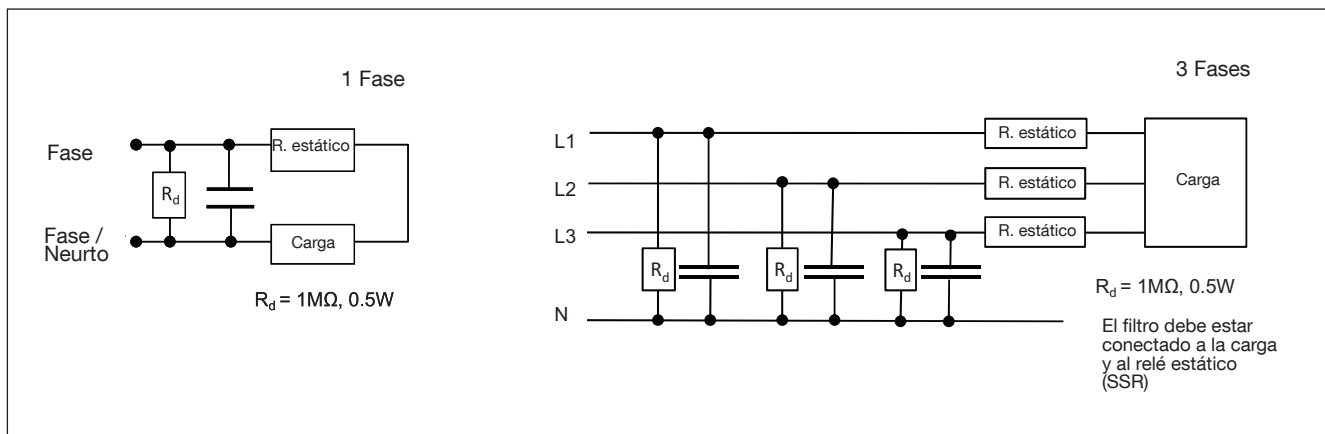 1 Fase
Fase
R. estático
Rd
Fase /
Neurto
Carga
Rd = 1MΩ, 0.5W
3 Fases
L1
R. estático
L2
R. estático
Carga
L3
R. estático
Rd
Rd
Rd
N
Rd = 1MΩ, 0.5W
El filtro debe estar
conectado a la carga
y al relé estático
(SSR)